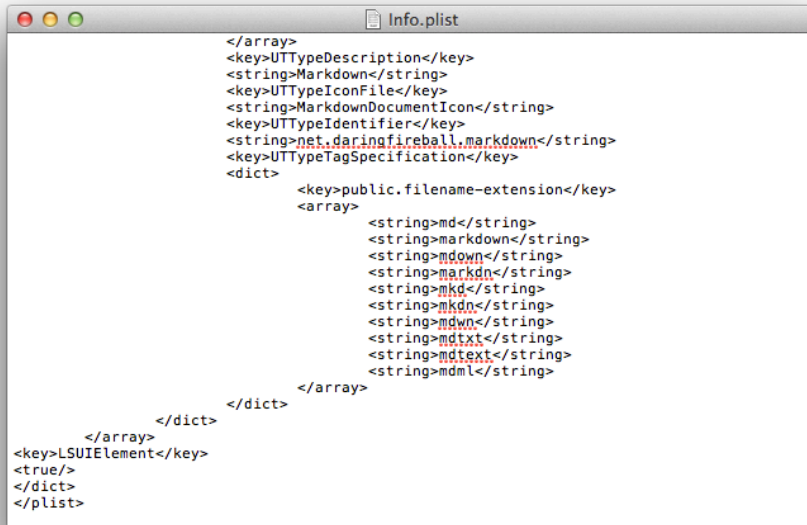 Info.plist
</array>
<key>UTTypeDescription</key>
<string>Markdown</string>
<key>UTTypeIconFile</key>
<string>MarkdownDocumentIcon</string>
<key>UTTypeIdentifier</key>
<string>net.daringfireball.markdown</string>
<key>UTTypeTagSpecification</key>
<dict>
<key>public.filename-extension</key>
<array>
<string>md</string>
<string>markdown</string>
<string>mdown</string>
<string>markdn</string>
<string>mkd</string>
<string>mkdn</string>
<string>mdwn</string>
<string>mdtxt</string>
<string>mdtext</string>
<string>mdml</string>
</array>
</dict>
</dict>
</array>
<key>LSUIElement</key>
<true/>
</dict>
</plist>